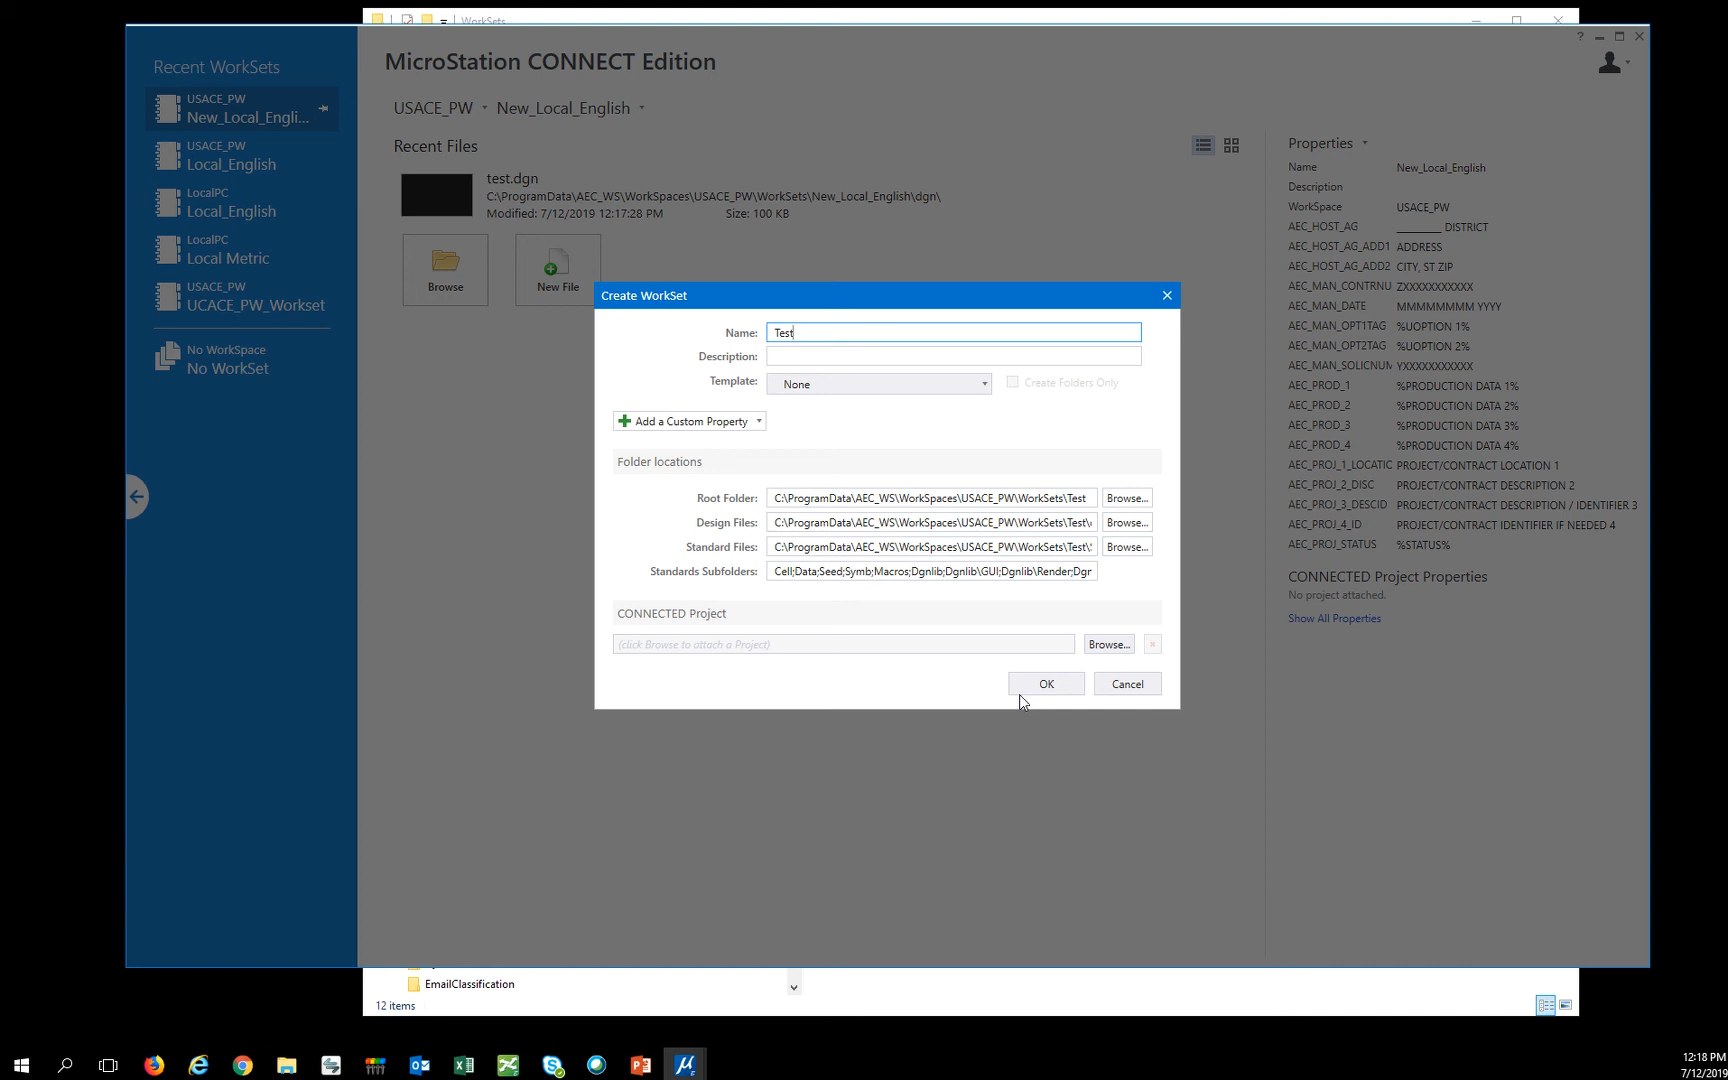 WorkSets
Recent WorkSets
USACE_PW
New_Local_Engli...
USACE_PW
Local_English
LocalPC
Local_English
LocalPC
Local Metric
USACE_PW
UCACE_PW_Workset
No WorkSpace
No WorkSet
MicroStation CONNECT Edition
USACE_PW New_Local_English
Recent Files
test.dgn
C:\ProgramData\AEC_WS\WorkSpaces\USACE_PW\WorkSets\New_Local_English\dgn\
Modified: 7/12/2019 12:17:28 PM Size: 100 KB
Browse
New File
Create WorkSet
Name: Test
Description:
Template: None Create Folders Only
Add a Custom Property
Folder locations
Root Folder: C:\ProgramData\AEC_WS\WorkSpaces\USACE_PW\WorkSets\Test Browse...
Design Files: C:\ProgramData\AEC_WS\WorkSpaces\USACE_PW\WorkSets\Test\ Browse...
Standard Files: C:\ProgramData\AEC_WS\WorkSpaces\USACE_PW\WorkSets\Test\ Browse...
Standards Subfolders: Cell;Data;Seed;Symb;Macros;Dgnlib;Dgnlib\GUI;Dgnlib\Render;Dgr
CONNECTED Project
(click Browse to attach a Project) Browse...
OK Cancel
?
Properties
Name New_Local_English
Description
WorkSpace USACE_PW
AEC_HOST_AG ________ DISTRICT
AEC_HOST_AG_ADD1 ADDRESS
AEC_HOST_AG_ADD2 CITY, ST ZIP
AEC_MAN_CONTRNU ZXXXXXXXXXXX
AEC_MAN_DATE MMMMMMMM YYYY
AEC_MAN_OPT1TAG %UOPTION 1%
AEC_MAN_OPT2TAG %UOPTION 2%
AEC_MAN_SOLICNUM YXXXXXXXXXXX
AEC_PROD_1 %PRODUCTION DATA 1%
AEC_PROD_2 %PRODUCTION DATA 2%
AEC_PROD_3 %PRODUCTION DATA 3%
AEC_PROD_4 %PRODUCTION DATA 4%
AEC_PROJ_1_LOCATIC PROJECT/CONTRACT LOCATION 1
AEC_PROJ_2_DISC PROJECT/CONTRACT DESCRIPTION 2
AEC_PROJ_3_DESCID PROJECT/CONTRACT DESCRIPTION / IDENTIFIER 3
AEC_PROJ_4_ID PROJECT/CONTRACT IDENTIFIER IF NEEDED 4
AEC_PROJ_STATUS %STATUS%
CONNECTED Project Properties
No project attached.
Show All Properties
EmailClassification
12 items
12:18 PM
7/12/2019